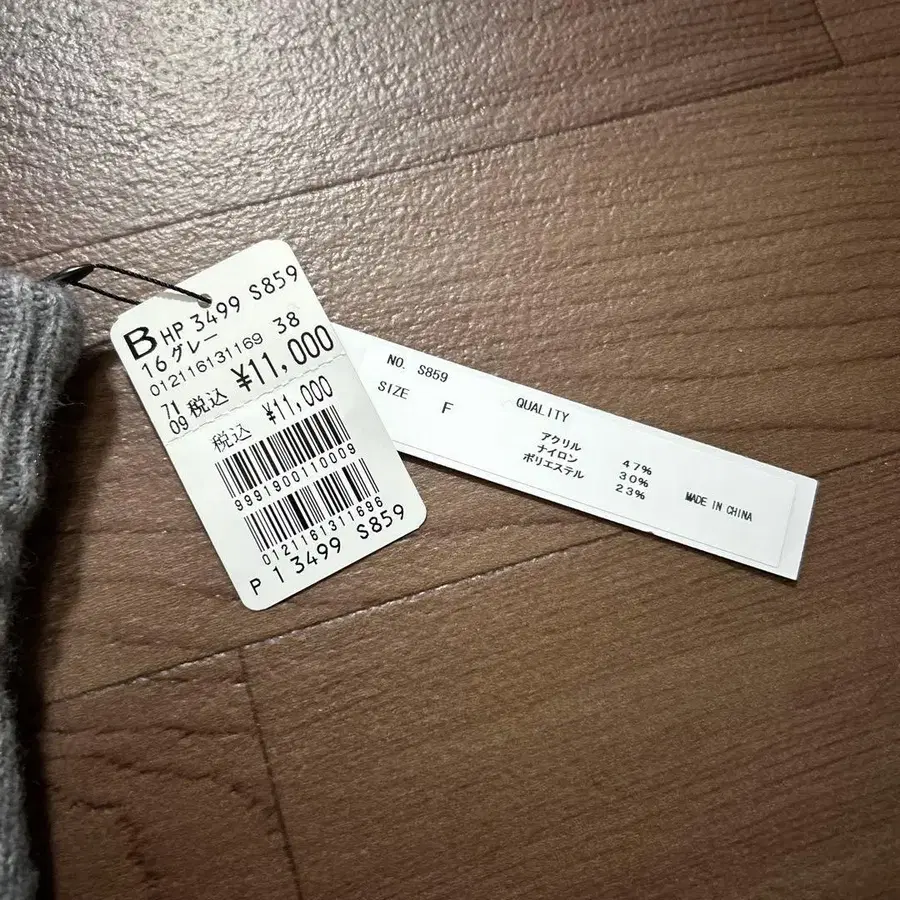 B HP 3499 S859
16グレー
012116131169 38
71 税込 ¥11,000
09
税込 ¥11,000
9991900110009
0121161311696
P 1 3499 S859
NO. S859
SIZE F
QUALITY
アクリル 47%
ナイロン 30%
ポリエステル 23%
MADE IN CHINA